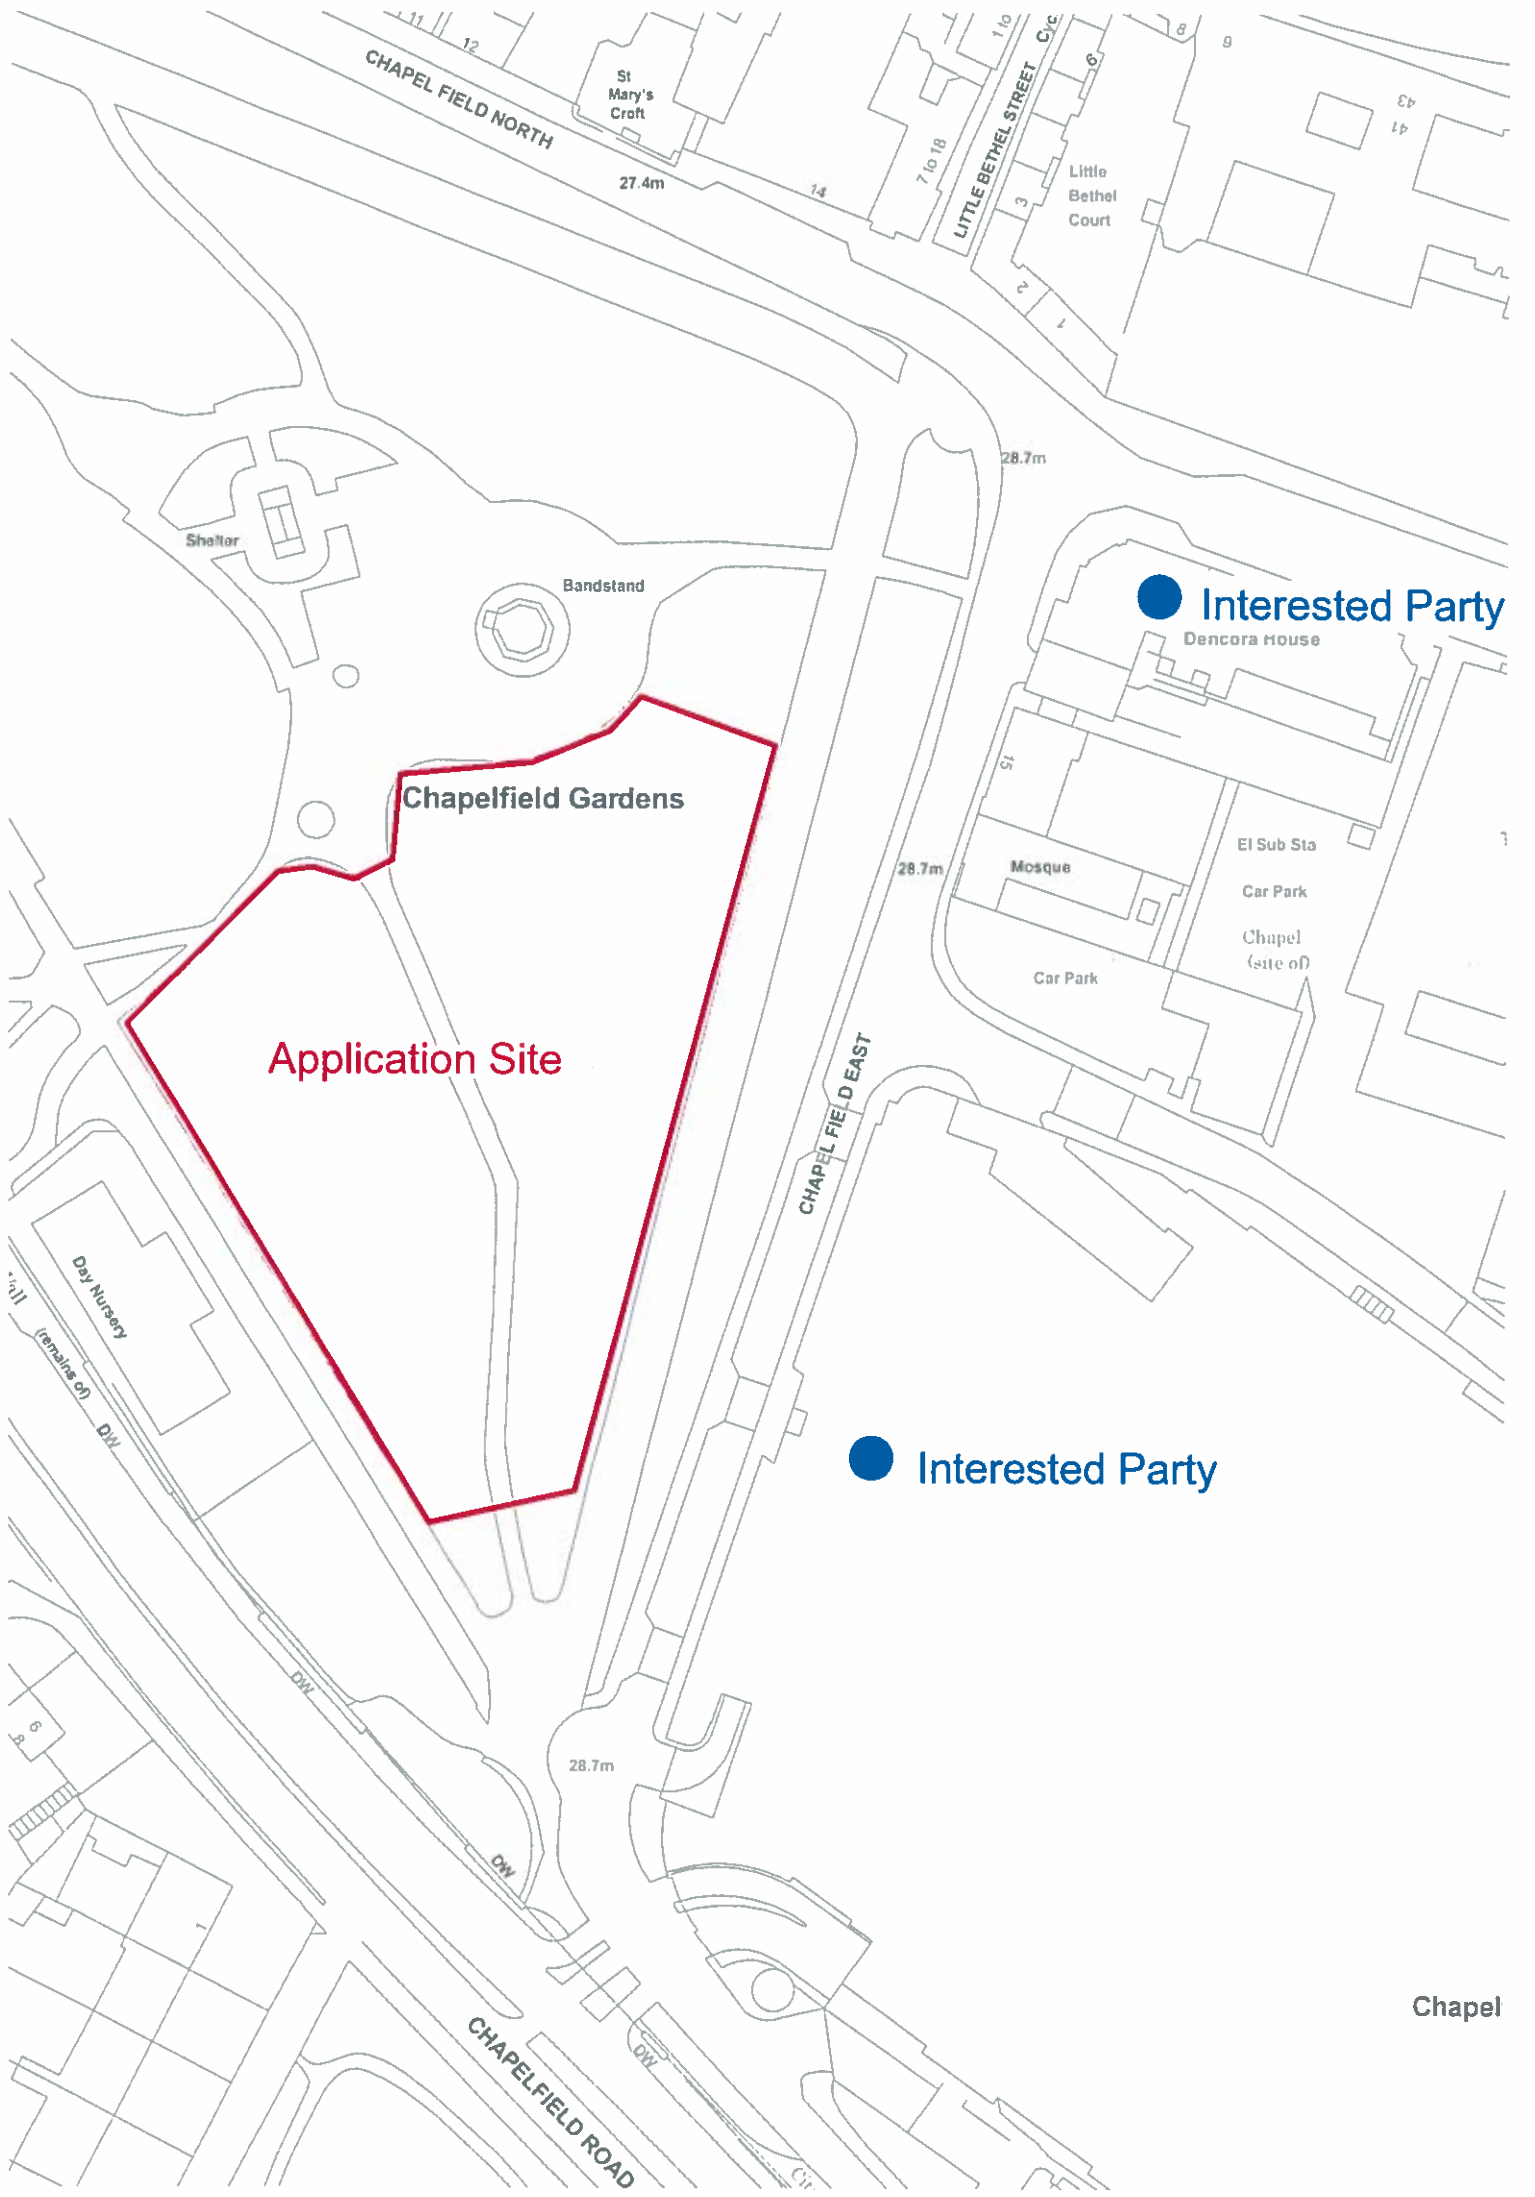 11
12
CHAPEL FIELD NORTH
St
Mary's
Croft
27.4m
14
7 to 18
1 to
LITTLE BETHEL STREET
Cyc
6
8
9
43
41
Little
Bethel
Court
3
2
1
28.7m
Shelter
Bandstand
Interested Party
Dencora House
15
Chapelfield Gardens
28.7m
Mosque
El Sub Sta
Car Park
Chapel
(site of)
Car Park
Application Site
CHAPEL FIELD EAST
Day Nursery
(remains of)
DW
Interested Party
DW
6
8
28.7m
DW
1
Chapel
CHAPELFIELD ROAD
DW